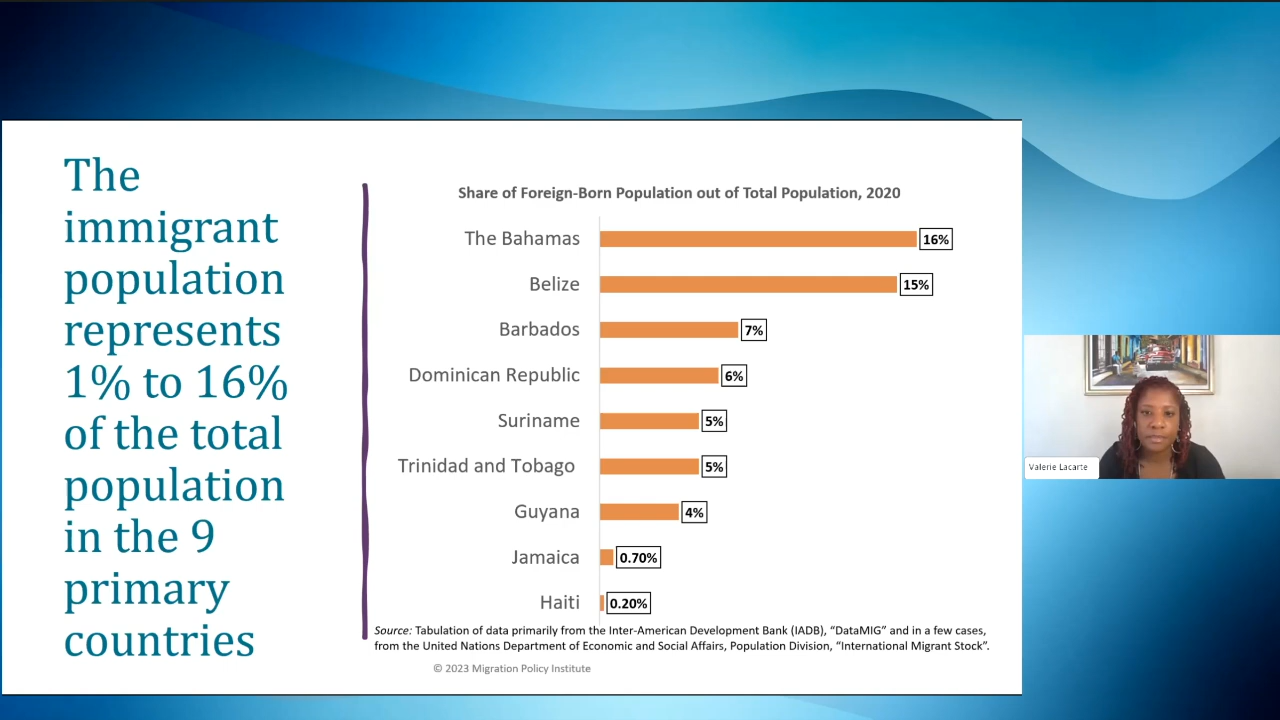 The
immigrant
population
represents
1% to 16%
of the total
population
in the 9
primary
countries
Share of Foreign-Born Population out of Total Population, 2020
The Bahamas 16%
Belize 15%
Barbados 7%
Dominican Republic 6%
Suriname 5%
Trinidad and Tobago 5%
Guyana 4%
Jamaica 0.70%
Haiti 0.20%
Source: Tabulation of data primarily from the Inter-American Development Bank (IADB), “DataMIG” and in a few cases,
from the United Nations Department of Economic and Social Affairs, Population Division, “International Migrant Stock”.
© 2023 Migration Policy Institute
Valerie Lacarte